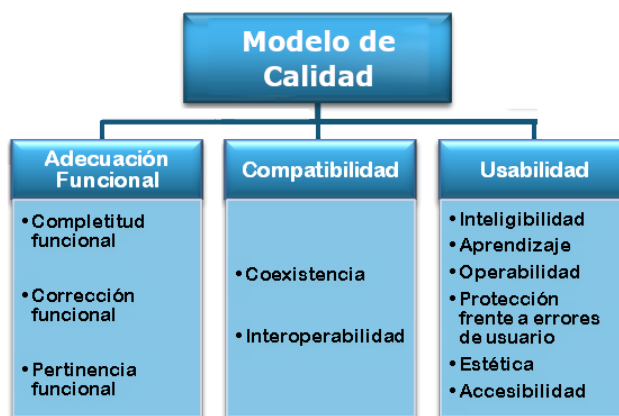 Modelo de
Calidad
Adecuación
Funcional
• Completitud
funcional
• Corrección
funcional
• Pertinencia
funcional
Compatibilidad
• Coexistencia
• Interoperabilidad
Usabilidad
• Inteligibilidad
• Aprendizaje
• Operabilidad
• Protección
frente a errores
de usuario
• Estética
• Accesibilidad